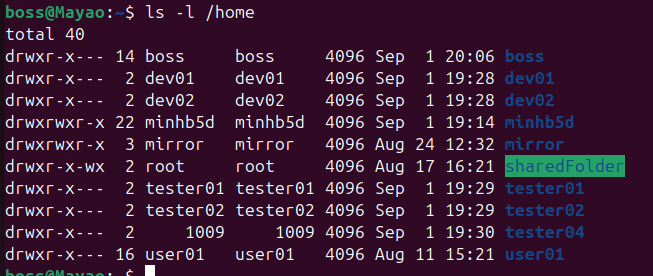 boss@Mayao:~$ ls -l /home
total 40
drwxr-x--- 14 boss     boss     4096 Sep  1 20:06 boss
drwxr-x---  2 dev01    dev01    4096 Sep  1 19:28 dev01
drwxr-x---  2 dev02    dev02    4096 Sep  1 19:28 dev02
drwxrwxr-x 22 minhb5d  minhb5d  4096 Sep  1 19:14 minhb5d
drwxrwxr-x  3 mirror   mirror   4096 Aug 24 12:32 mirror
drwxr-x-wx  2 root     root     4096 Aug 17 16:21 sharedFolder
drwxr-x---  2 tester01 tester01 4096 Sep  1 19:29 tester01
drwxr-x---  2 tester02 tester02 4096 Sep  1 19:29 tester02
drwxr-x---  2     1009     1009 4096 Sep  1 19:30 tester04
drwxr-x--- 16 user01   user01   4096 Aug 11 15:21 user01
boss@Mayao:~$